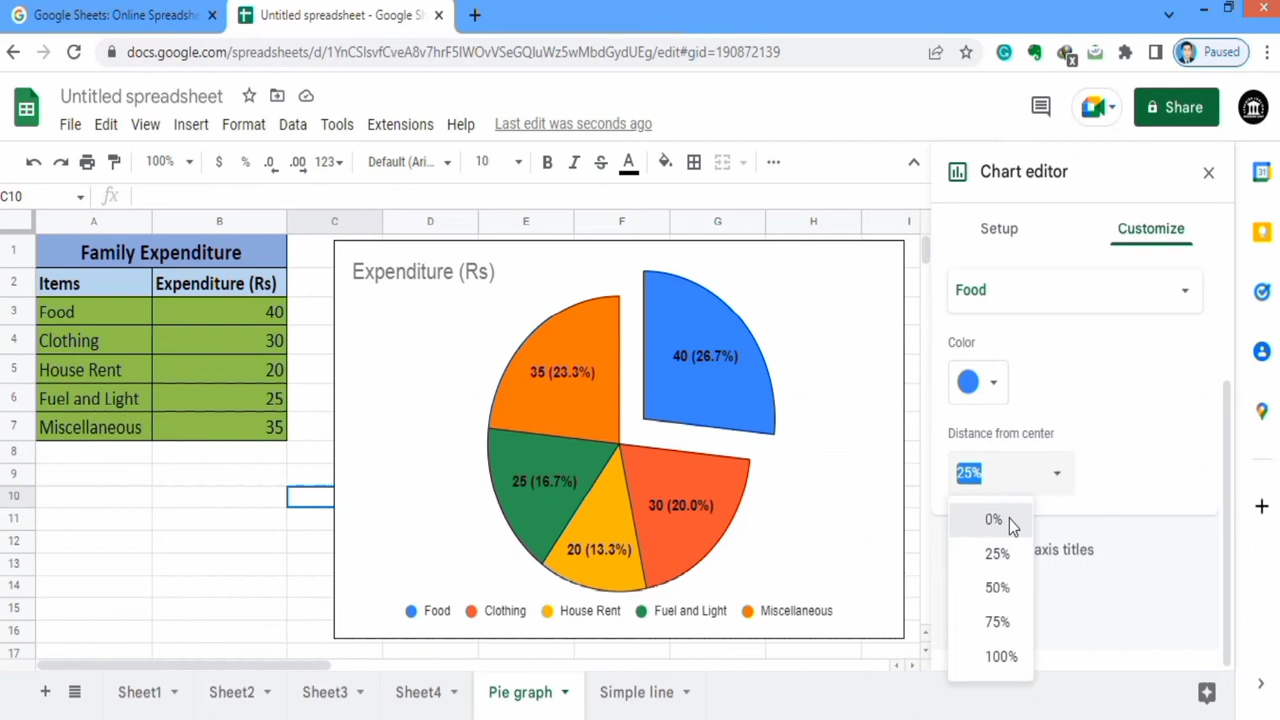 Google Sheets: Online Spreadshe
Untitled spreadsheet - Google Sh
docs.google.com/spreadsheets/d/1YnCSIsvfCveA8v7hrF5IWOvVSeGQIuWz5wMbdGydUEg/edit#gid=190872139
Paused
Untitled spreadsheet
File Edit View Insert Format Data Tools Extensions Help Last edit was seconds ago
Share
100% $ % .0 .00 123 Default (Ari... 10 B I S A
C10 fx
Chart editor
Setup Customize
Food
Color
Distance from center
25%
0%
25%
50%
75%
100%
axis titles
A B C D E F G H I
1 Family Expenditure
2 Items Expenditure (Rs)
3 Food 40
4 Clothing 30
5 House Rent 20
6 Fuel and Light 25
7 Miscellaneous 35
8
9
10
11
12
13
14
15
16
17
Expenditure (Rs)
40 (26.7%)
35 (23.3%)
25 (16.7%)
30 (20.0%)
20 (13.3%)
Food Clothing House Rent Fuel and Light Miscellaneous
Sheet1 Sheet2 Sheet3 Sheet4 Pie graph Simple line